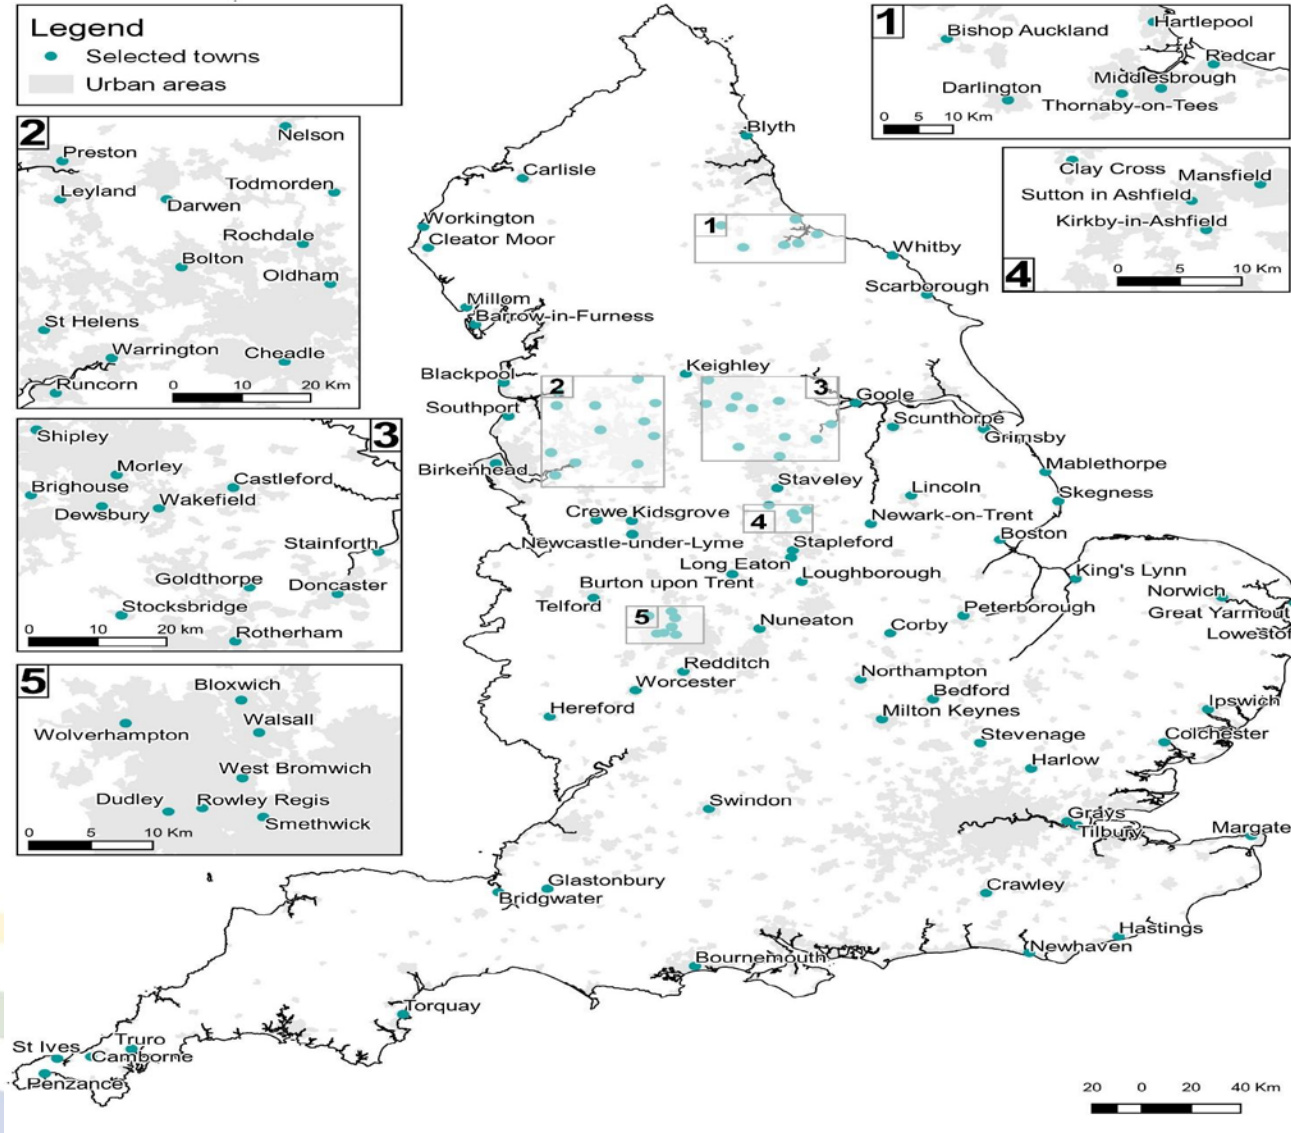 Legend
Selected towns
Urban areas
1
Bishop Auckland
Hartlepool
Redcar
Middlesbrough
Darlington
Thornaby-on-Tees
0 5 10 Km
2
Nelson
Preston
Leyland
Todmorden
Darwen
Rochdale
Bolton
Oldham
St Helens
Warrington
Cheadle
Runcorn
0 10 20 Km
4
Clay Cross
Mansfield
Sutton in Ashfield
Kirkby-in-Ashfield
0 5 10 Km
3
Shipley
Morley
Brighouse
Castleford
Dewsbury
Wakefield
Stainforth
Goldthorpe
Doncaster
Stocksbridge
Rotherham
0 10 20 km
5
Bloxwich
Walsall
Wolverhampton
West Bromwich
Dudley
Rowley Regis
Smethwick
0 5 10 Km
Blyth
Carlisle
Workington
Cleator Moor
1
Whitby
Scarborough
Millom
Barrow-in-Furness
Blackpool
Keighley
2
3
Goole
Southport
Scunthorpe
Grimsby
Birkenhead
Mablethorpe
Staveley
Lincoln
Skegness
Crewe
Kidsgrove
4
Newark-on-Trent
Newcastle-under-Lyme
Stapleford
Boston
Long Eaton
Loughborough
King's Lynn
Burton upon Trent
Norwich
Telford
Peterborough
Great Yarmout
5
Nuneaton
Corby
Lowestof
Redditch
Northampton
Worcester
Bedford
Hereford
Milton Keynes
Ipswich
Stevenage
Colchester
Harlow
Swindon
Grays
Tilbury
Margate
Glastonbury
Crawley
Bridgwater
Hastings
Newhaven
Bournemouth
Torquay
St Ives
Truro
Camborne
Penzance
20 0 20 40 Km